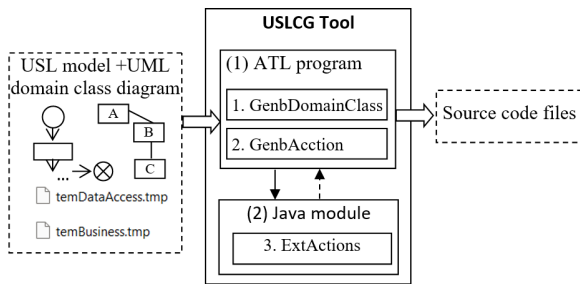 USLCG Tool
USL model +UML
domain class diagram
A
B
C
...
temDataAccess.tmp
temBusiness.tmp
(1) ATL program
1. GenbDomainClass
2. GenbAcction
(2) Java module
3. ExtActions
Source code files